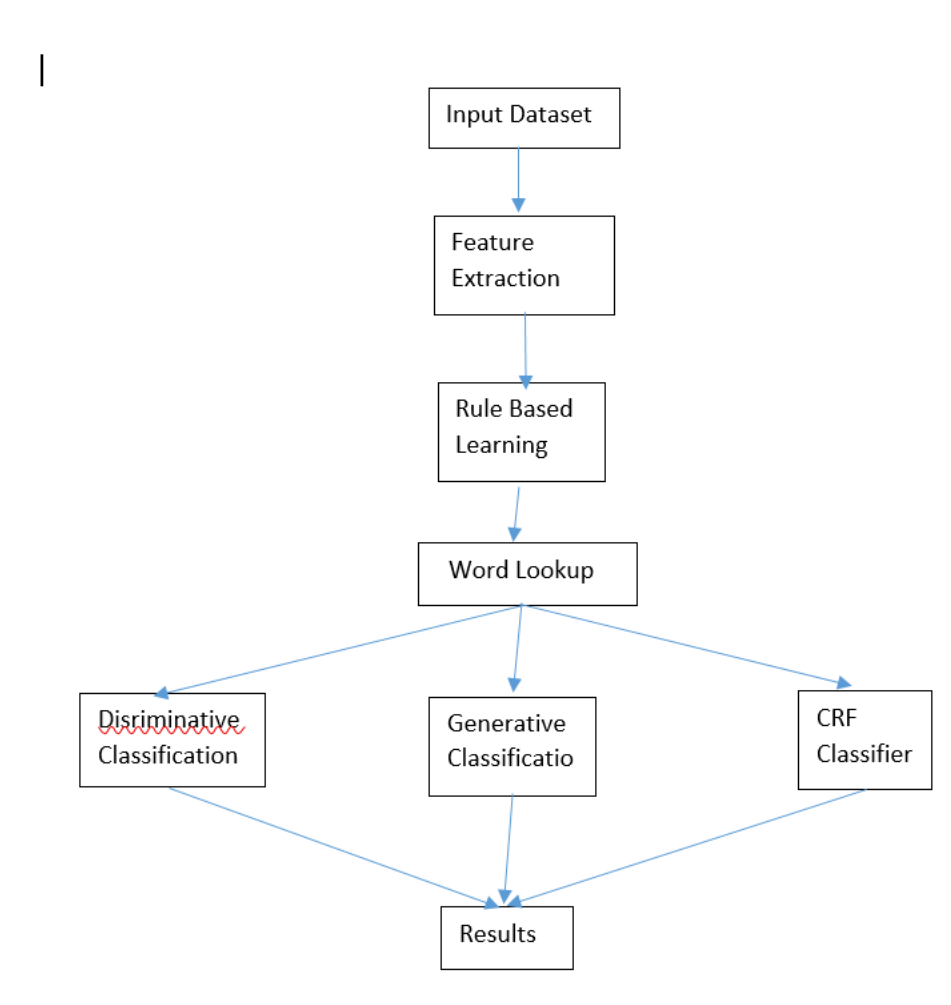 Input Dataset
Feature
Extraction
Rule Based
Learning
Word Lookup
Disriminative
Classification
Generative
Classificatio
CRF
Classifier
Results